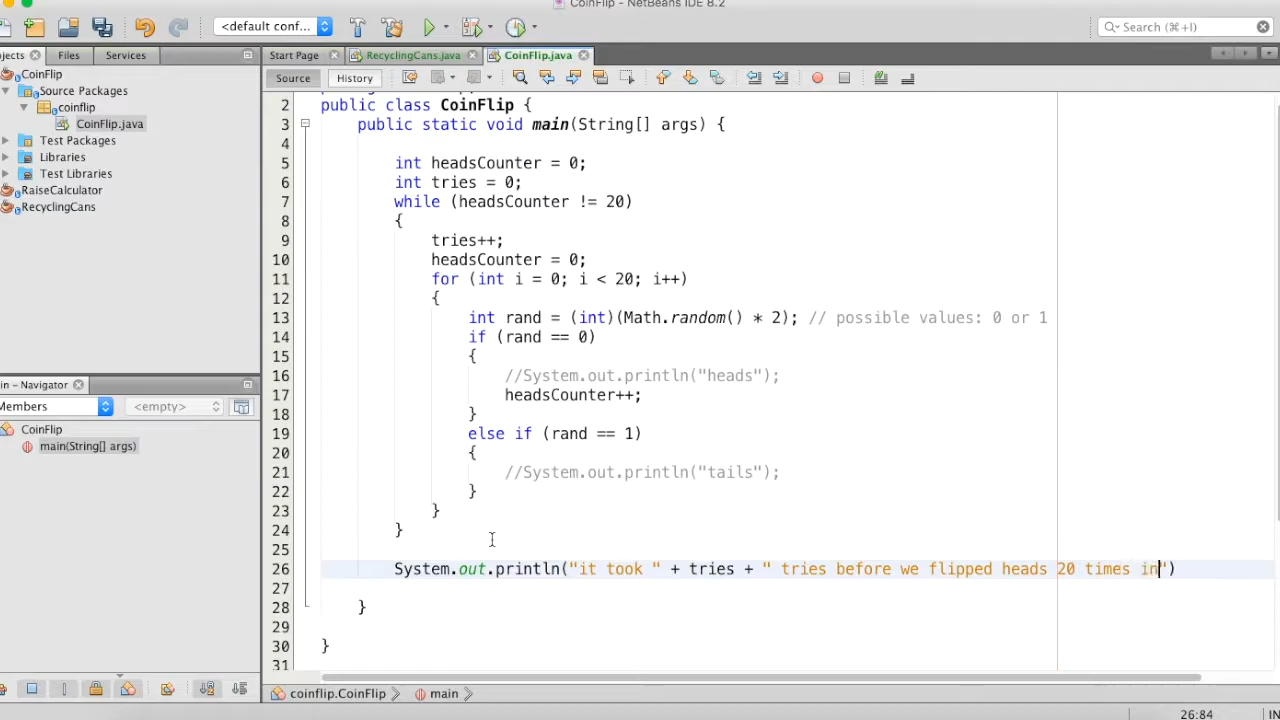 CoinFlip - NetBeans IDE 8.2
<default conf...
Search (⌘+I)
ojects
Files
Services
Start Page
RecyclingCans.java
CoinFlip.java
CoinFlip
Source Packages
coinflip
CoinFlip.java
Test Packages
Libraries
Test Libraries
RaiseCalculator
RecyclingCans
Source
History
2 public class CoinFlip {
3 public static void main(String[] args) {
4
5 int headsCounter = 0;
6 int tries = 0;
7 while (headsCounter != 20)
8 {
9 tries++;
10 headsCounter = 0;
11 for (int i = 0; i < 20; i++)
12 {
13 int rand = (int)(Math.random() * 2); // possible values: 0 or 1
14 if (rand == 0)
15 {
16 //System.out.println("heads");
17 headsCounter++;
18 }
19 else if (rand == 1)
20 {
21 //System.out.println("tails");
22 }
23 }
24 }
25
26 System.out.println("it took " + tries + " tries before we flipped heads 20 times in")
27
28 }
29
30 }
31
in - Navigator
Members
<empty>
CoinFlip
main(String[] args)
coinflip.CoinFlip
main
26:84
IN